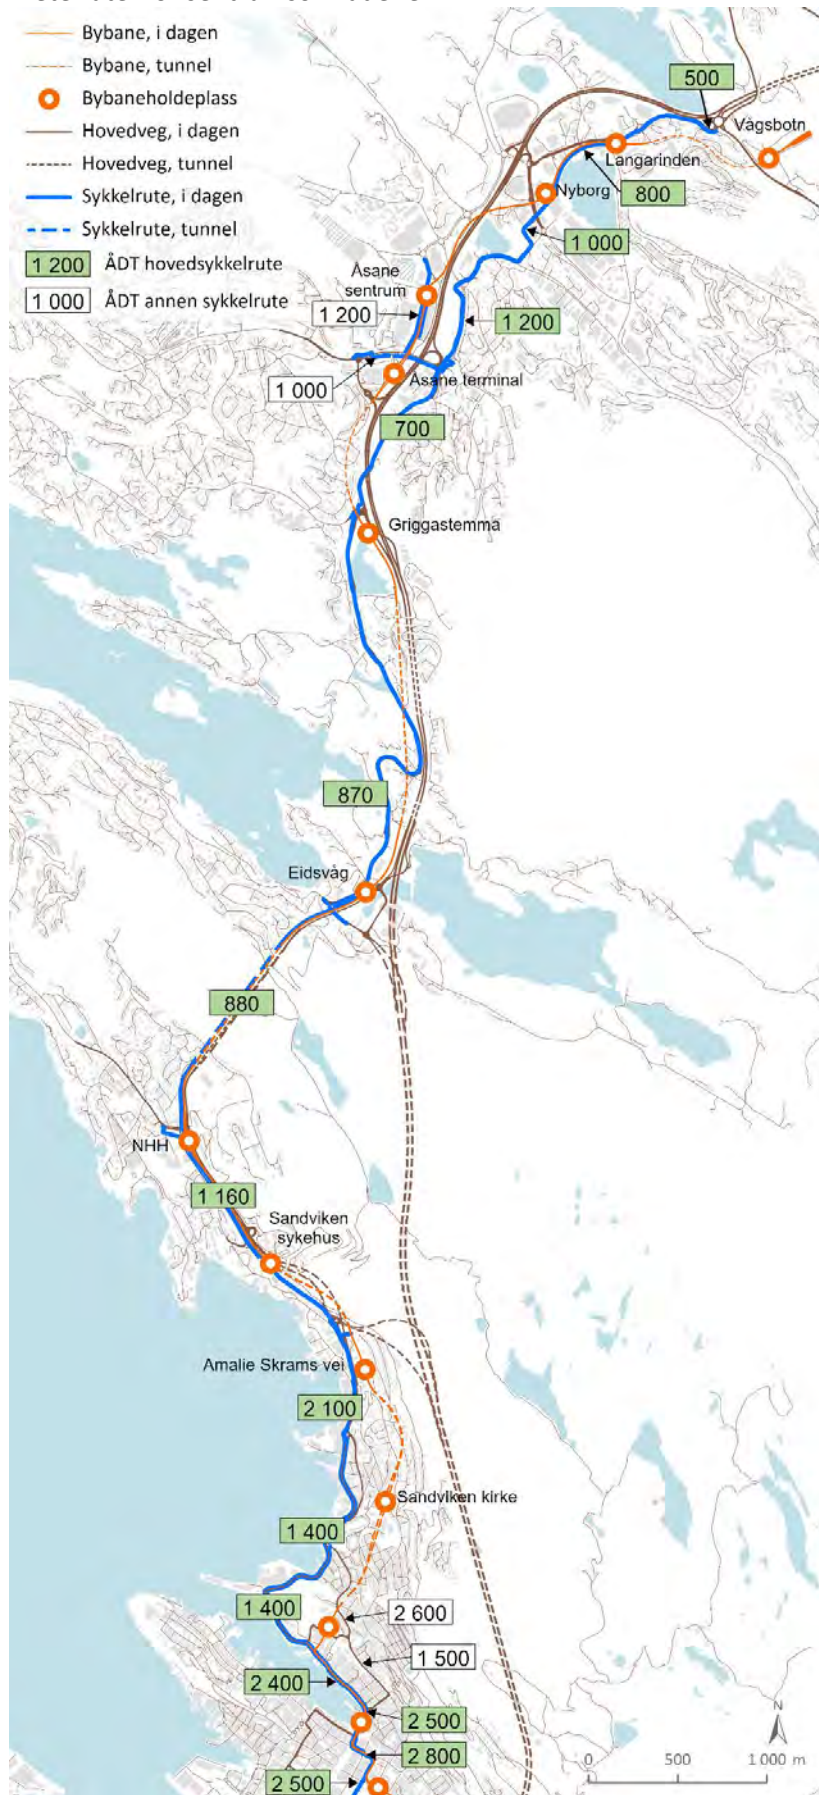 Bybane, i dagen
Bybane, tunnel
Bybaneholdeplass
Hovedveg, i dagen
Hovedveg, tunnel
Sykkelrute, i dagen
Sykkelrute, tunnel
1 200 ÅDT hovedsykkelrute
1 000 ÅDT annen sykkelrute
500
Vågsbotn
Langarinden
Nyborg
800
1 000
Åsane
sentrum
1 200
1 200
1 000
Åsane terminal
700
Griggastemma
870
Eidsvåg
880
NHH
1 160
Sandviken
sykehus
Amalie Skrams vei
2 100
Sandviken kirke
1 400
1 400
2 600
1 500
2 400
2 500
2 800
2 500
N
0 500 1 000 m